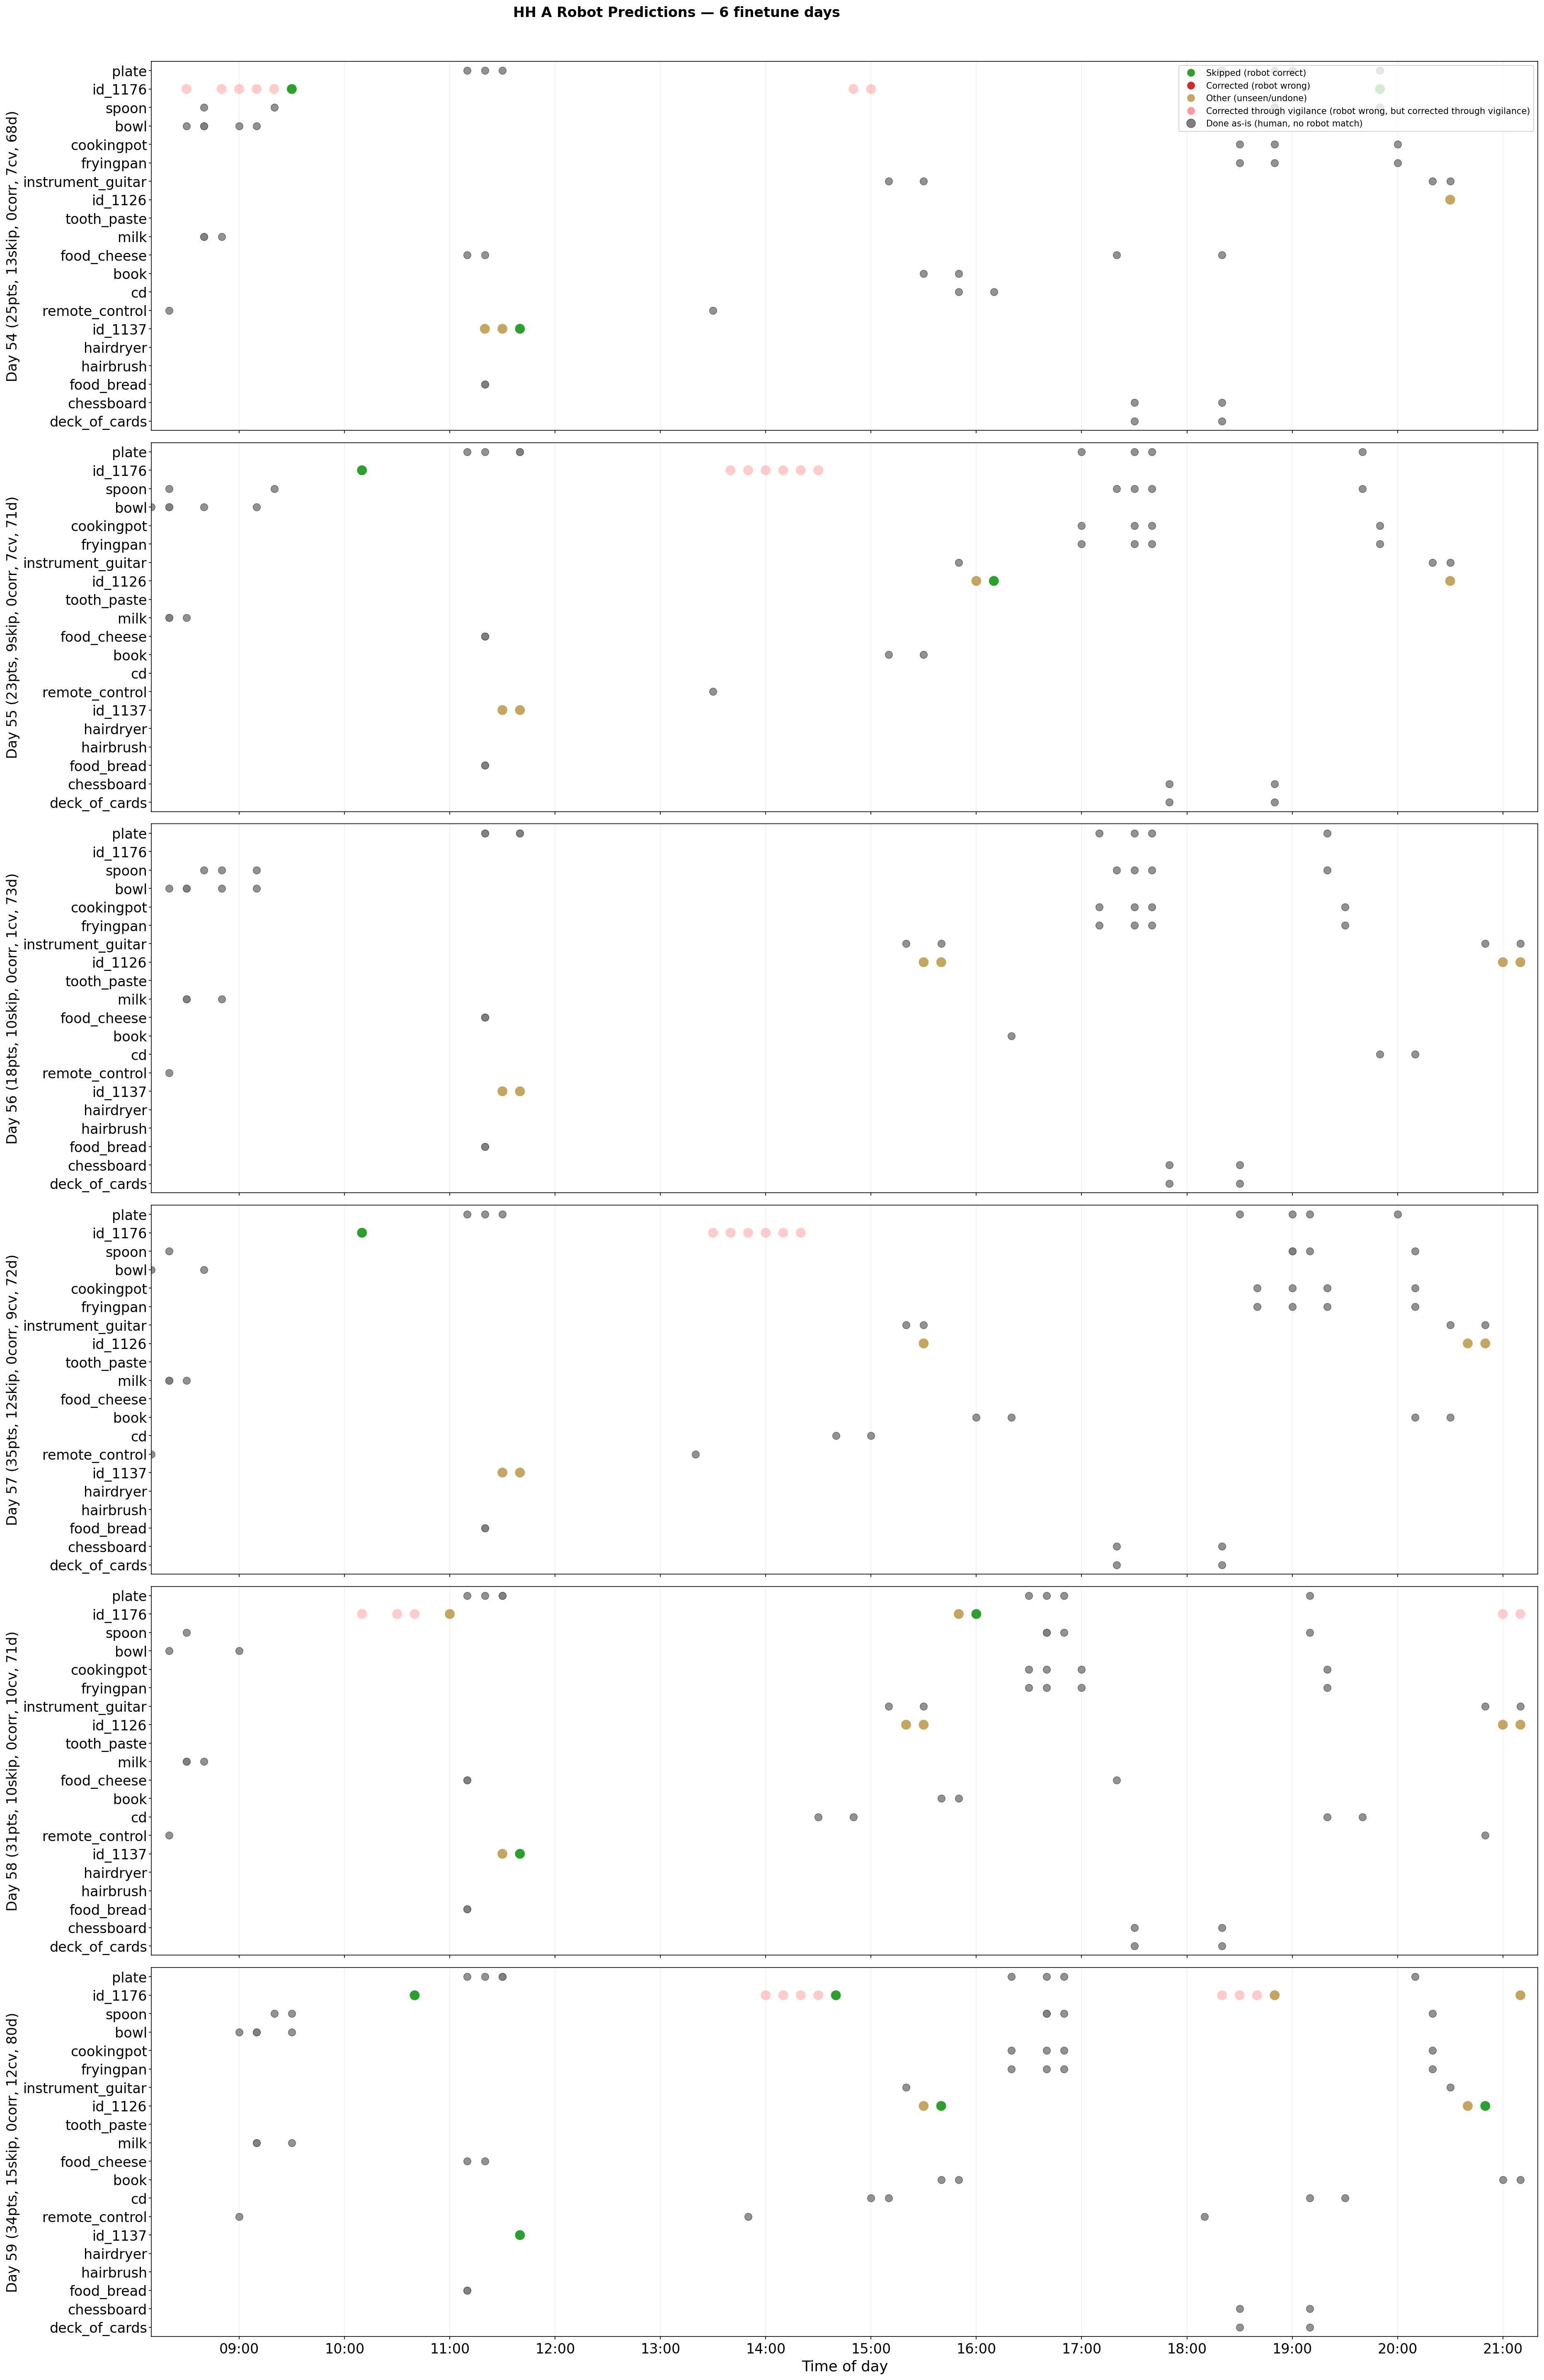 HH A Robot Predictions — 6 finetune days
Day 54 (25pts, 13skip, 0corr, 7cv, 68d)
plate
id_1176
spoon
bowl
cookingpot
fryingpan
instrument_guitar
id_1126
tooth_paste
milk
food_cheese
book
cd
remote_control
id_1137
hairdryer
hairbrush
food_bread
chessboard
deck_of_cards
Skipped (robot correct)
Corrected (robot wrong)
Other (unseen/undone)
Corrected through vigilance (robot wrong, but corrected through vigilance)
Done as-is (human, no robot match)
Day 55 (23pts, 9skip, 0corr, 7cv, 71d)
plate
id_1176
spoon
bowl
cookingpot
fryingpan
instrument_guitar
id_1126
tooth_paste
milk
food_cheese
book
cd
remote_control
id_1137
hairdryer
hairbrush
food_bread
chessboard
deck_of_cards
Day 56 (18pts, 10skip, 0corr, 1cv, 73d)
plate
id_1176
spoon
bowl
cookingpot
fryingpan
instrument_guitar
id_1126
tooth_paste
milk
food_cheese
book
cd
remote_control
id_1137
hairdryer
hairbrush
food_bread
chessboard
deck_of_cards
Day 57 (35pts, 12skip, 0corr, 9cv, 72d)
plate
id_1176
spoon
bowl
cookingpot
fryingpan
instrument_guitar
id_1126
tooth_paste
milk
food_cheese
book
cd
remote_control
id_1137
hairdryer
hairbrush
food_bread
chessboard
deck_of_cards
Day 58 (31pts, 10skip, 0corr, 10cv, 71d)
plate
id_1176
spoon
bowl
cookingpot
fryingpan
instrument_guitar
id_1126
tooth_paste
milk
food_cheese
book
cd
remote_control
id_1137
hairdryer
hairbrush
food_bread
chessboard
deck_of_cards
Day 59 (34pts, 15skip, 0corr, 12cv, 80d)
plate
id_1176
spoon
bowl
cookingpot
fryingpan
instrument_guitar
id_1126
tooth_paste
milk
food_cheese
book
cd
remote_control
id_1137
hairdryer
hairbrush
food_bread
chessboard
deck_of_cards
09:00 10:00 11:00 12:00 13:00 14:00 15:00 16:00 17:00 18:00 19:00 20:00 21:00
Time of day